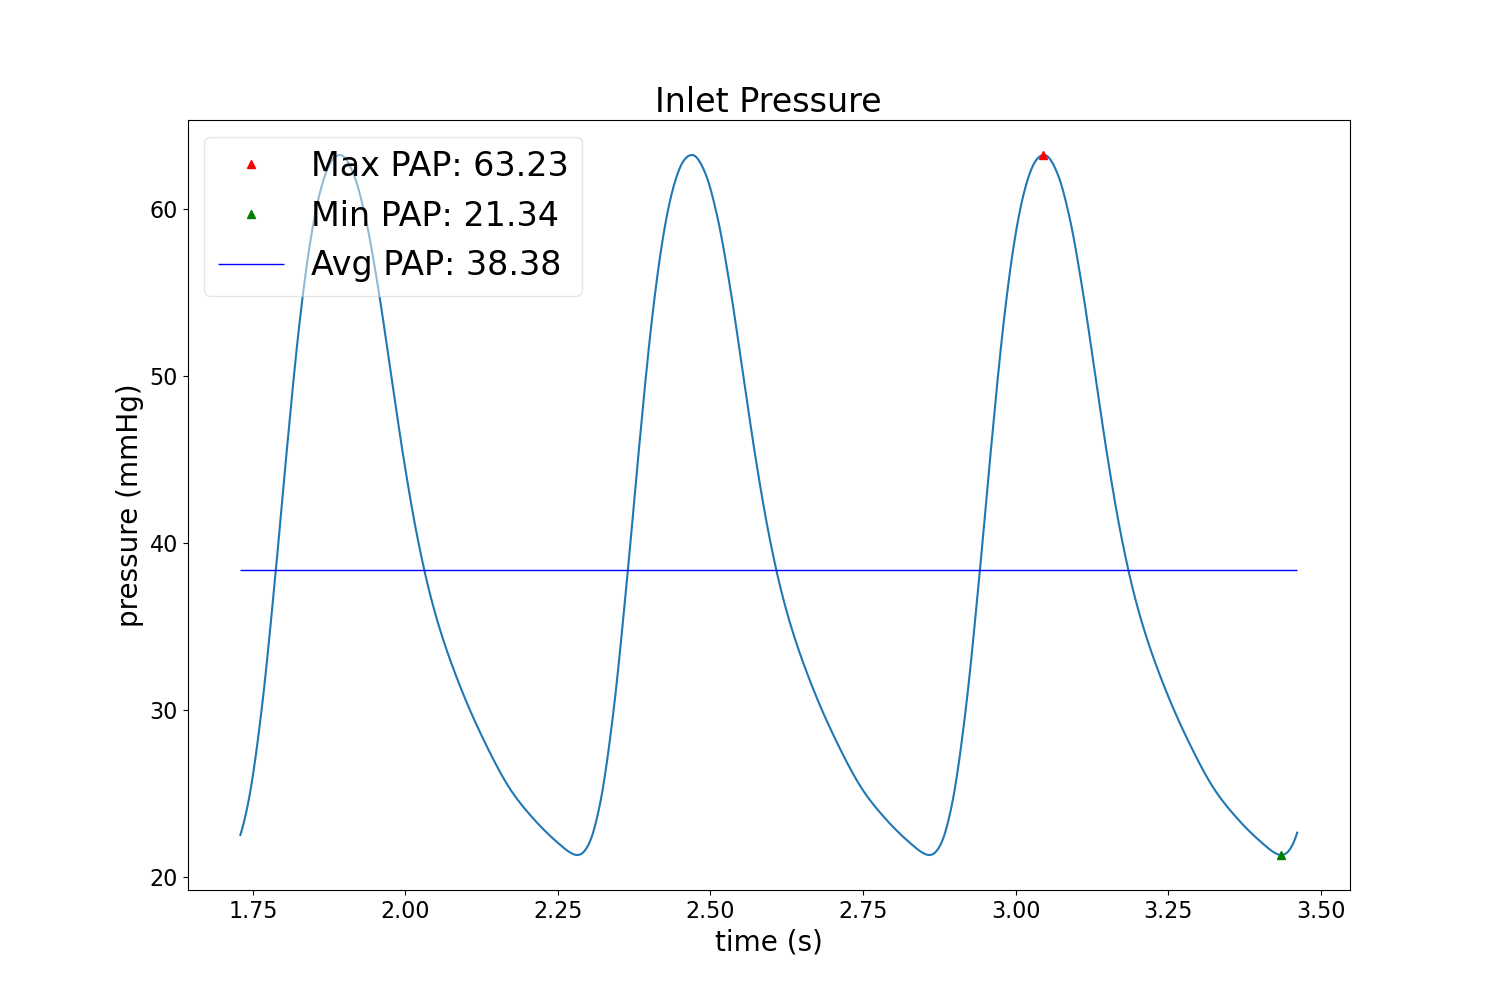 Inlet Pressure
Max PAP: 63.23
Min PAP: 21.34
Avg PAP: 38.38
pressure (mmHg)
60
50
40
30
20
1.75 2.00 2.25 2.50 2.75 3.00 3.25 3.50
time (s)